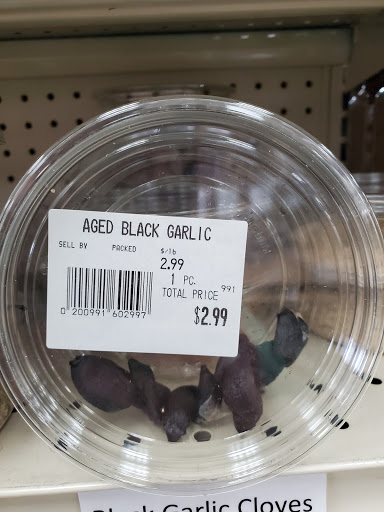 AGED BLACK GARLIC
SELL BY PACKED $/lb
2.99
1 PC.
TOTAL PRICE 991
$2.99
0 200991 602997
Black Garlic Cloves